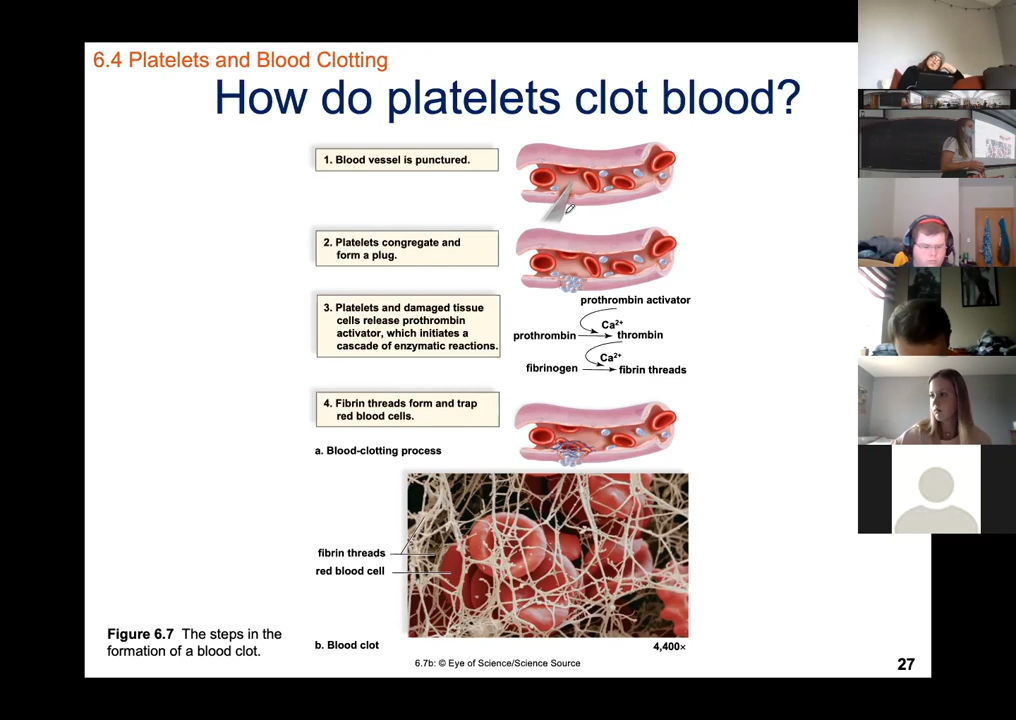 6.4 Platelets and Blood Clotting
How do platelets clot blood?
1. Blood vessel is punctured.
2. Platelets congregate and
form a plug.
3. Platelets and damaged tissue
cells release prothrombin
activator, which initiates a
cascade of enzymatic reactions.
prothrombin activator
Ca²⁺
prothrombin
thrombin
Ca²⁺
fibrinogen
fibrin threads
4. Fibrin threads form and trap
red blood cells.
a. Blood-clotting process
fibrin threads
red blood cell
Figure 6.7 The steps in the
formation of a blood clot.
b. Blood clot
4,400×
6.7b: © Eye of Science/Science Source
27